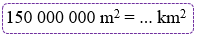 150 000 000 m² = ... km²